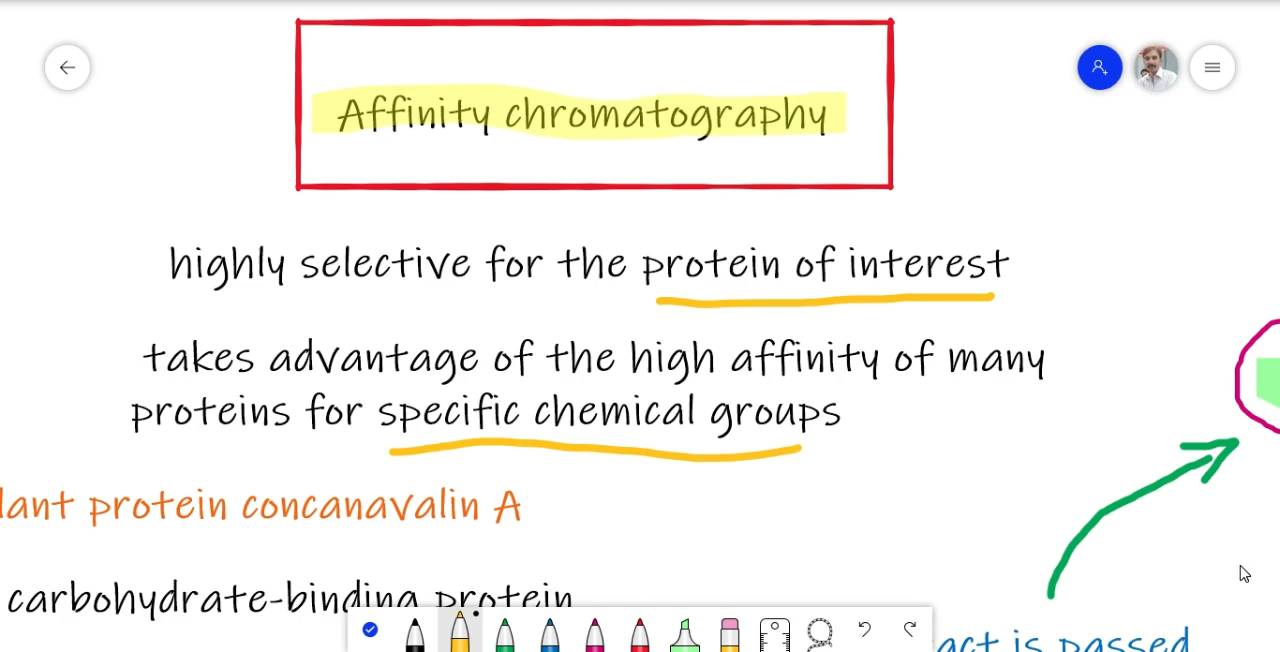 Affinity chromatography
highly selective for the protein of interest
takes advantage of the high affinity of many
proteins for specific chemical groups
lant protein concanavalin A
carbohydrate-binding protein
act is passed